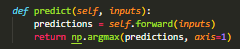 def predict(self, inputs):
    predictions = self.forward(inputs)
    return np.argmax(predictions, axis=1)